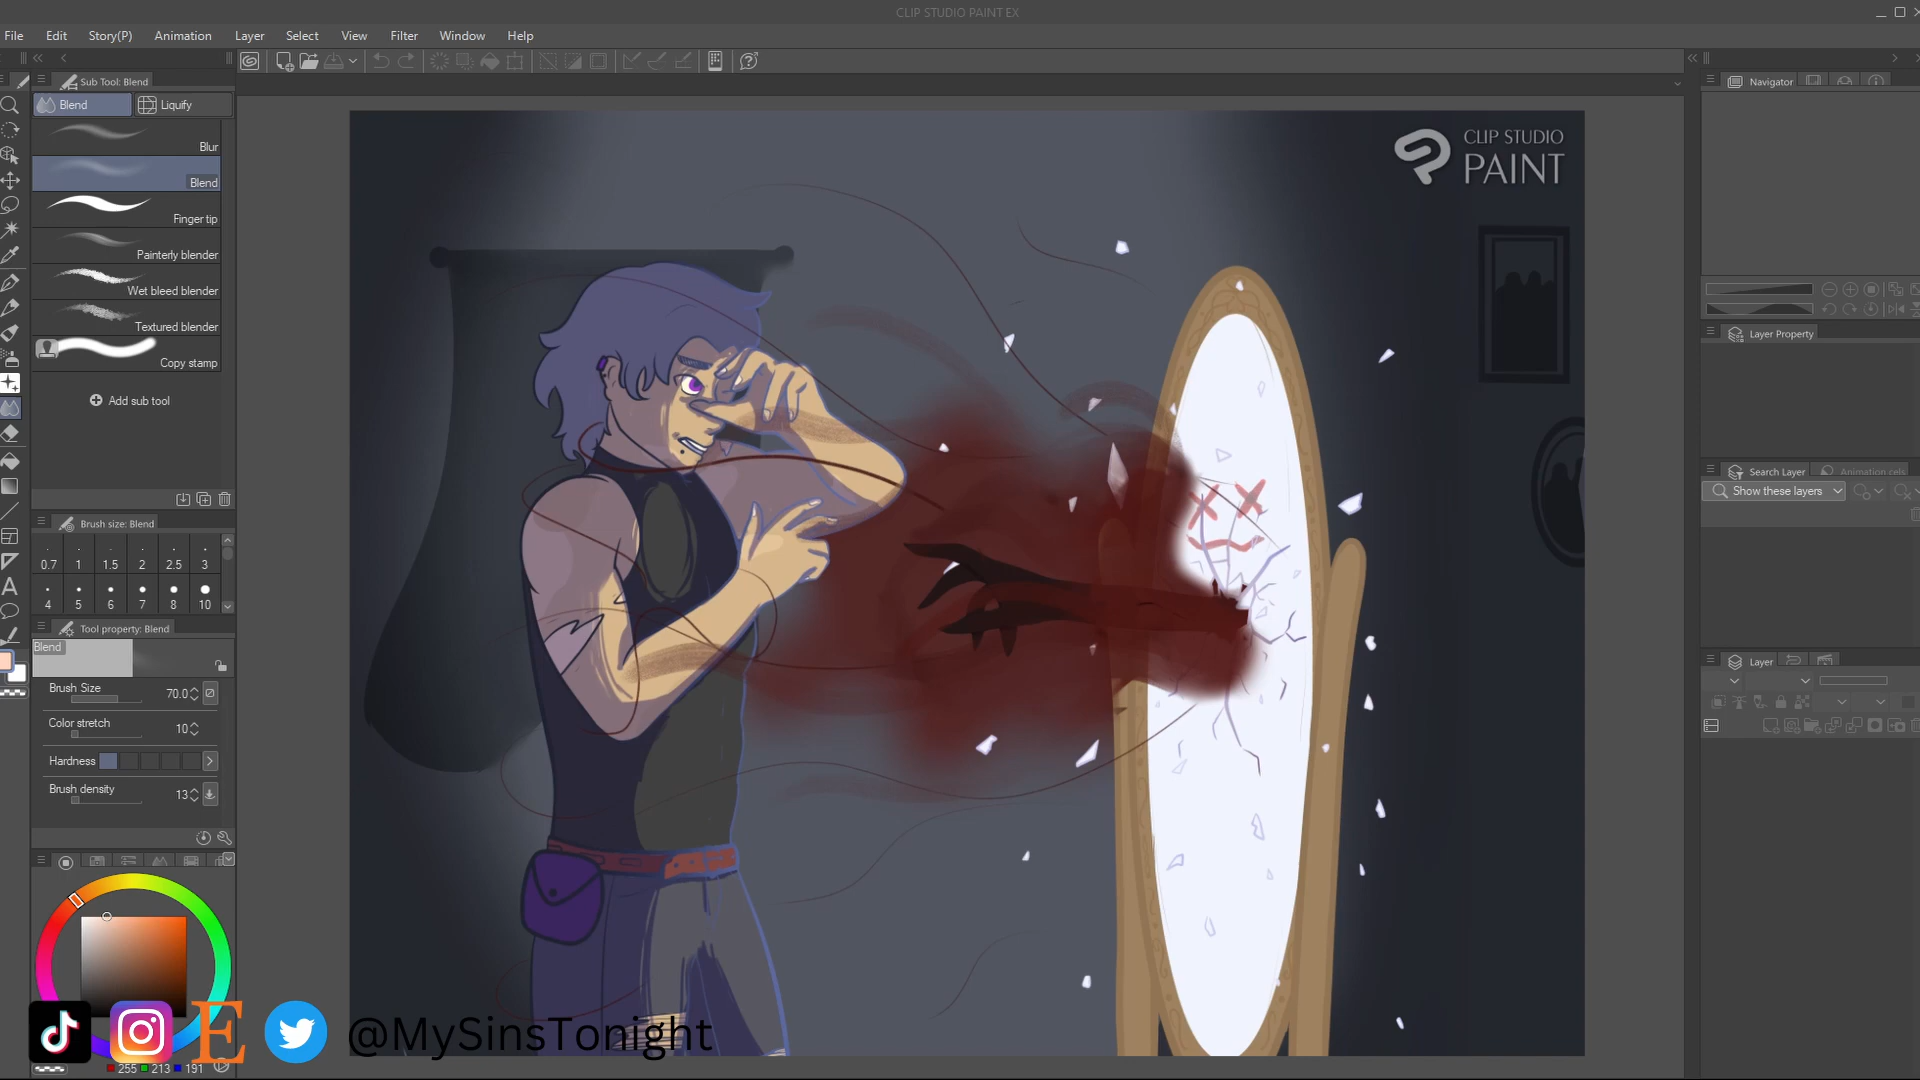 CLIP STUDIO PAINT EX
File Edit Story(P) Animation Layer Select View Filter Window Help
Sub Tool: Blend
Blend Liquify
Blur
Blend
Finger tip
Painterly blender
Wet bleed blender
Textured blender
Copy stamp
Add sub tool
Brush size: Blend
0.7 1 1.5 2 2.5 3
4 5 6 7 8 10
Tool property: Blend
Blend
Brush Size 70.0
Color stretch 10
Hardness
Brush density 13
255 213 191
CLIP STUDIO
PAINT
@MySinsTonight
Navigator
Layer Property
Search Layer Animation cels
Show these layers
Layer